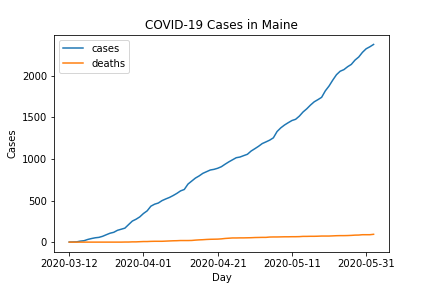 COVID-19 Cases in Maine
cases
deaths
Cases
2000
1500
1000
500
0
2020-03-12 2020-04-01 2020-04-21 2020-05-11 2020-05-31
Day